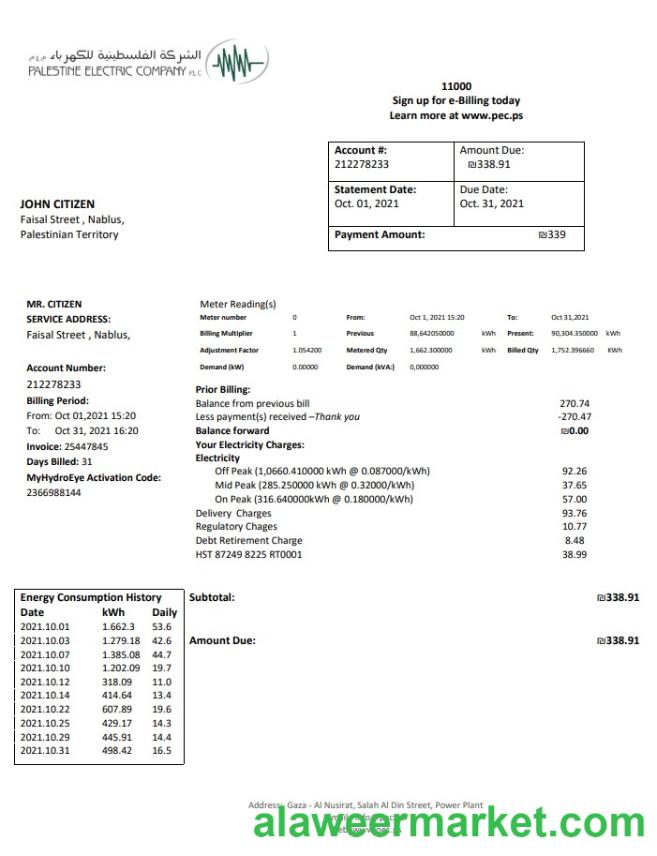 الشركة الفلسطينية للكهرباء م.ع.م
PALESTINE ELECTRIC COMPANY PLC
11000
Sign up for e-Billing today
Learn more at www.pec.ps
Account #: Amount Due:
212278233 ₪338.91
Statement Date: Due Date:
Oct. 01, 2021 Oct. 31, 2021
Payment Amount: ₪339
JOHN CITIZEN
Faisal Street , Nablus,
Palestinian Territory
MR. CITIZEN
SERVICE ADDRESS:
Faisal Street , Nablus,
Account Number:
212278233
Billing Period:
From: Oct 01,2021 15:20
To: Oct 31, 2021 16:20
Invoice: 25447845
Days Billed: 31
MyHydroEye Activation Code:
2366988144
Meter Reading(s)
Meter number 0 From: Oct 1, 2021 15:20 To: Oct 31,2021
Billing Multiplier 1 Previous 88,642050000 kWh Present: 90,304.350000 kWh
Adjustment Factor 1.054200 Metered Qty 1,662.300000 kWh Billed Qty 1,752.396660 KWh
Demand (kW) 0.00000 Demand (kVA:) 0,000000
Prior Billing:
Balance from previous bill 270.74
Less payment(s) received –Thank you -270.47
Balance forward ₪0.00
Your Electricity Charges:
Electricity
Off Peak (1,0660.410000 kWh @ 0.087000/kWH) 92.26
Mid Peak (285.250000 kWh @ 0.32000/kWH) 37.65
On Peak (316.640000kWh @ 0.180000/kWH) 57.00
Delivery Charges 93.76
Regulatory Chages 10.77
Debt Retirement Charge 8.48
HST 87249 8225 RT0001 38.99
Energy Consumption History
Date kWh Daily
2021.10.01 1.662.3 53.6
2021.10.03 1.279.18 42.6
2021.10.07 1.385.08 44.7
2021.10.10 1.202.09 19.7
2021.10.12 318.09 11.0
2021.10.14 414.64 13.4
2021.10.22 607.89 19.6
2021.10.25 429.17 14.3
2021.10.29 445.91 14.4
2021.10.31 498.42 16.5
Subtotal: ₪338.91
Amount Due: ₪338.91
Address: Gaza - Al Nusirat, Salah Al Din Street, Power Plant
alaweermarket.com